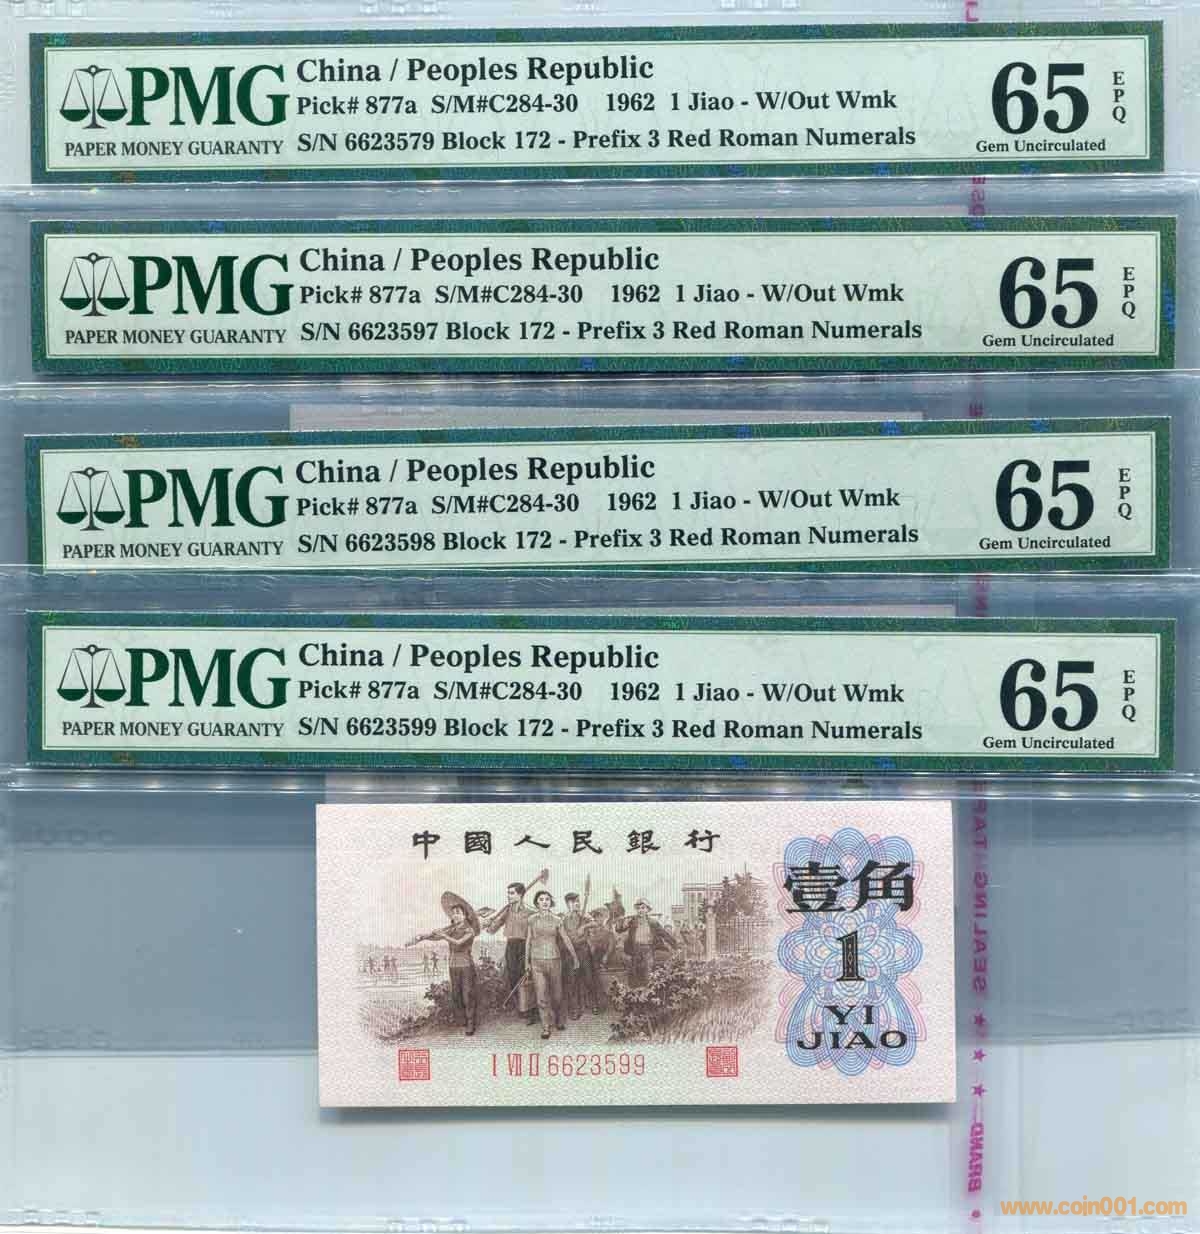 PMG
PAPER MONEY GUARANTY
China / Peoples Republic
Pick# 877a S/M#C284-30 1962 1 Jiao - W/Out Wmk
S/N 6623579 Block 172 - Prefix 3 Red Roman Numerals
65
EPQ
Gem Uncirculated
PMG
PAPER MONEY GUARANTY
China / Peoples Republic
Pick# 877a S/M#C284-30 1962 1 Jiao - W/Out Wmk
S/N 6623597 Block 172 - Prefix 3 Red Roman Numerals
65
EPQ
Gem Uncirculated
PMG
PAPER MONEY GUARANTY
China / Peoples Republic
Pick# 877a S/M#C284-30 1962 1 Jiao - W/Out Wmk
S/N 6623598 Block 172 - Prefix 3 Red Roman Numerals
65
EPQ
Gem Uncirculated
PMG
PAPER MONEY GUARANTY
China / Peoples Republic
Pick# 877a S/M#C284-30 1962 1 Jiao - W/Out Wmk
S/N 6623599 Block 172 - Prefix 3 Red Roman Numerals
65
EPQ
Gem Uncirculated
中國人民銀行
壹角
1
YI
JIAO
I VII II 6623599
BRAND ★ ★ ★ SEALING TAPE
www.coin001.com